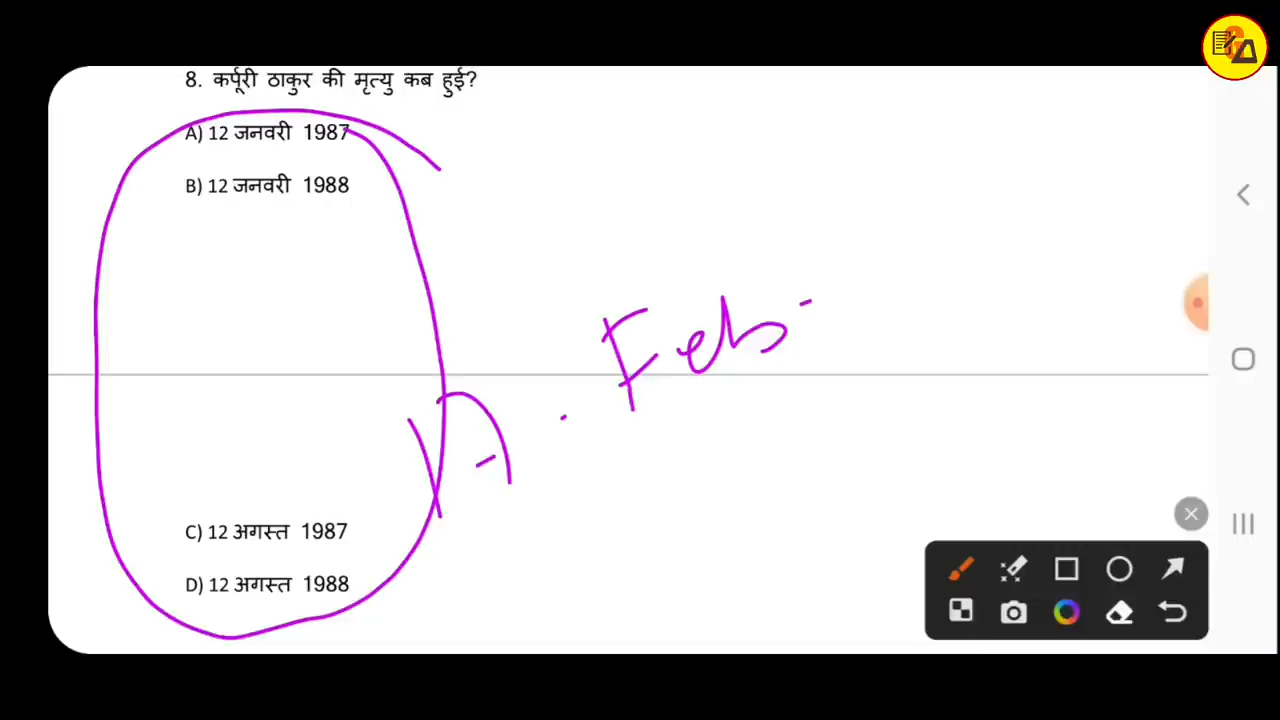 8. कर्पूरी ठाकुर की मृत्यु कब हुई?
A) 12 जनवरी 1987
B) 12 जनवरी 1988
Feb
C) 12 अगस्त 1987
D) 12 अगस्त 1988